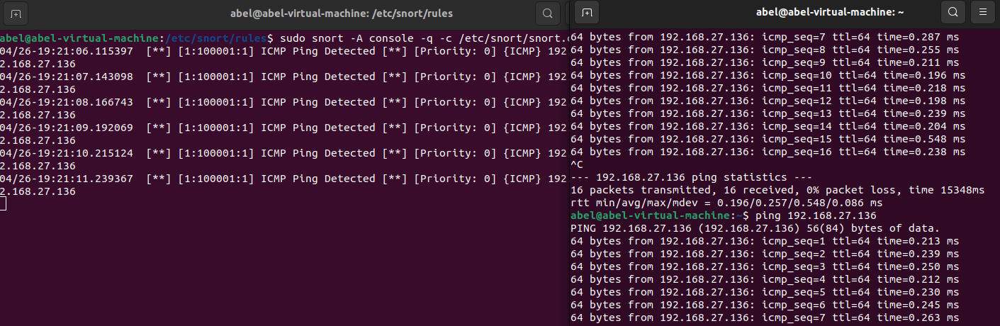 abel@abel-virtual-machine: /etc/snort/rules
abel@abel-virtual-machine:/etc/snort/rules$ sudo snort -A console -q -c /etc/snort/snort.c
04/26-19:21:06.115397  [**] [1:100001:1] ICMP Ping Detected [**] [Priority: 0] {ICMP} 192
2.168.27.136
04/26-19:21:07.143098  [**] [1:100001:1] ICMP Ping Detected [**] [Priority: 0] {ICMP} 192
2.168.27.136
04/26-19:21:08.166743  [**] [1:100001:1] ICMP Ping Detected [**] [Priority: 0] {ICMP} 192
2.168.27.136
04/26-19:21:09.192069  [**] [1:100001:1] ICMP Ping Detected [**] [Priority: 0] {ICMP} 192
2.168.27.136
04/26-19:21:10.215124  [**] [1:100001:1] ICMP Ping Detected [**] [Priority: 0] {ICMP} 192
2.168.27.136
04/26-19:21:11.239367  [**] [1:100001:1] ICMP Ping Detected [**] [Priority: 0] {ICMP} 192
2.168.27.136
abel@abel-virtual-machine: ~
64 bytes from 192.168.27.136: icmp_seq=7 ttl=64 time=0.287 ms
64 bytes from 192.168.27.136: icmp_seq=8 ttl=64 time=0.255 ms
64 bytes from 192.168.27.136: icmp_seq=9 ttl=64 time=0.211 ms
64 bytes from 192.168.27.136: icmp_seq=10 ttl=64 time=0.196 ms
64 bytes from 192.168.27.136: icmp_seq=11 ttl=64 time=0.218 ms
64 bytes from 192.168.27.136: icmp_seq=12 ttl=64 time=0.198 ms
64 bytes from 192.168.27.136: icmp_seq=13 ttl=64 time=0.239 ms
64 bytes from 192.168.27.136: icmp_seq=14 ttl=64 time=0.204 ms
64 bytes from 192.168.27.136: icmp_seq=15 ttl=64 time=0.548 ms
64 bytes from 192.168.27.136: icmp_seq=16 ttl=64 time=0.238 ms
^C
--- 192.168.27.136 ping statistics ---
16 packets transmitted, 16 received, 0% packet loss, time 15348ms
rtt min/avg/max/mdev = 0.196/0.257/0.548/0.086 ms
abel@abel-virtual-machine:~$ ping 192.168.27.136
PING 192.168.27.136 (192.168.27.136) 56(84) bytes of data.
64 bytes from 192.168.27.136: icmp_seq=1 ttl=64 time=0.213 ms
64 bytes from 192.168.27.136: icmp_seq=2 ttl=64 time=0.239 ms
64 bytes from 192.168.27.136: icmp_seq=3 ttl=64 time=0.250 ms
64 bytes from 192.168.27.136: icmp_seq=4 ttl=64 time=0.212 ms
64 bytes from 192.168.27.136: icmp_seq=5 ttl=64 time=0.230 ms
64 bytes from 192.168.27.136: icmp_seq=6 ttl=64 time=0.245 ms
64 bytes from 192.168.27.136: icmp_seq=7 ttl=64 time=0.263 ms